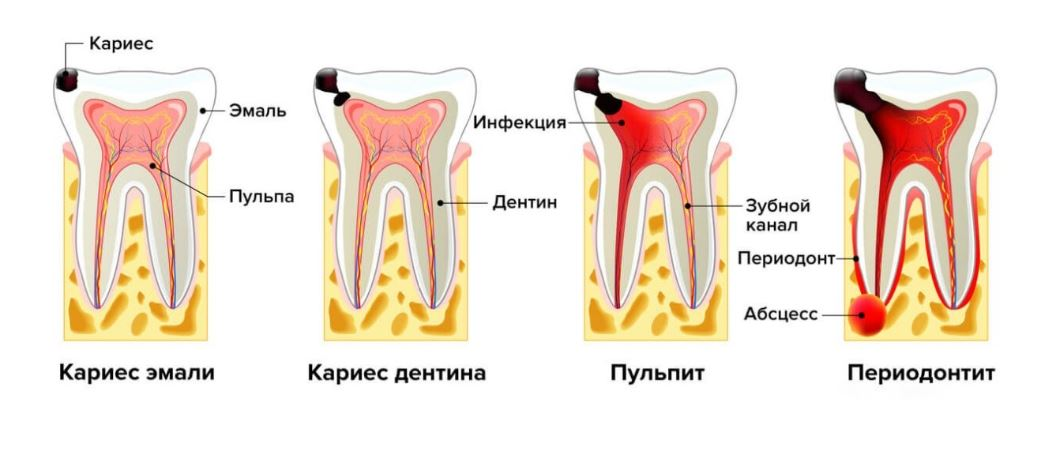 Кариес
Эмаль
Пульпа
Инфекция
Дентин
Зубной
канал
Периодонт
Абсцесс
Кариес эмали
Кариес дентина
Пульпит
Периодонтит